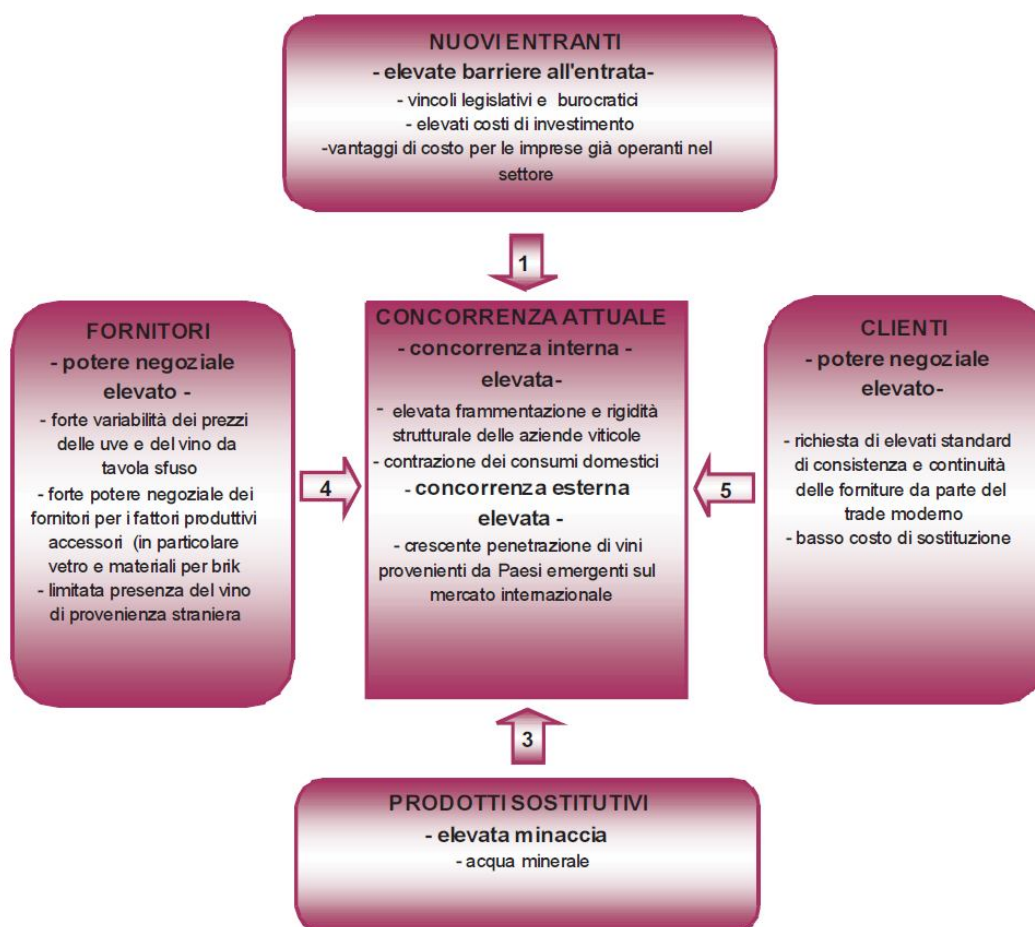 NUOVI ENTRANTI
- elevate barriere all'entrata-
- vincoli legislativi e burocratici
- elevati costi di investimento
-vantaggi di costo per le imprese già operanti nel
settore
1
FORNITORI
- potere negoziale
elevato -
- forte variabilità dei prezzi
delle uve e del vino da
tavola sfuso
- forte potere negoziale dei
fornitori per i fattori produttivi
accessori (in particolare
vetro e materiali per brik
- limitata presenza del vino
di provenienza straniera
4
CONCORRENZA ATTUALE
- concorrenza interna -
elevata-
- elevata frammentazione e rigidità
strutturale delle aziende viticole
- contrazione dei consumi domestici
- concorrenza esterna
elevata -
- crescente penetrazione di vini
provenienti da Paesi emergenti sul
mercato internazionale
5
CLIENTI
- potere negoziale
elevato-
- richiesta di elevati standard
di consistenza e continuità
delle forniture da parte del
trade moderno
- basso costo di sostituzione
3
PRODOTTI SOSTITUTIVI
- elevata minaccia
- acqua minerale